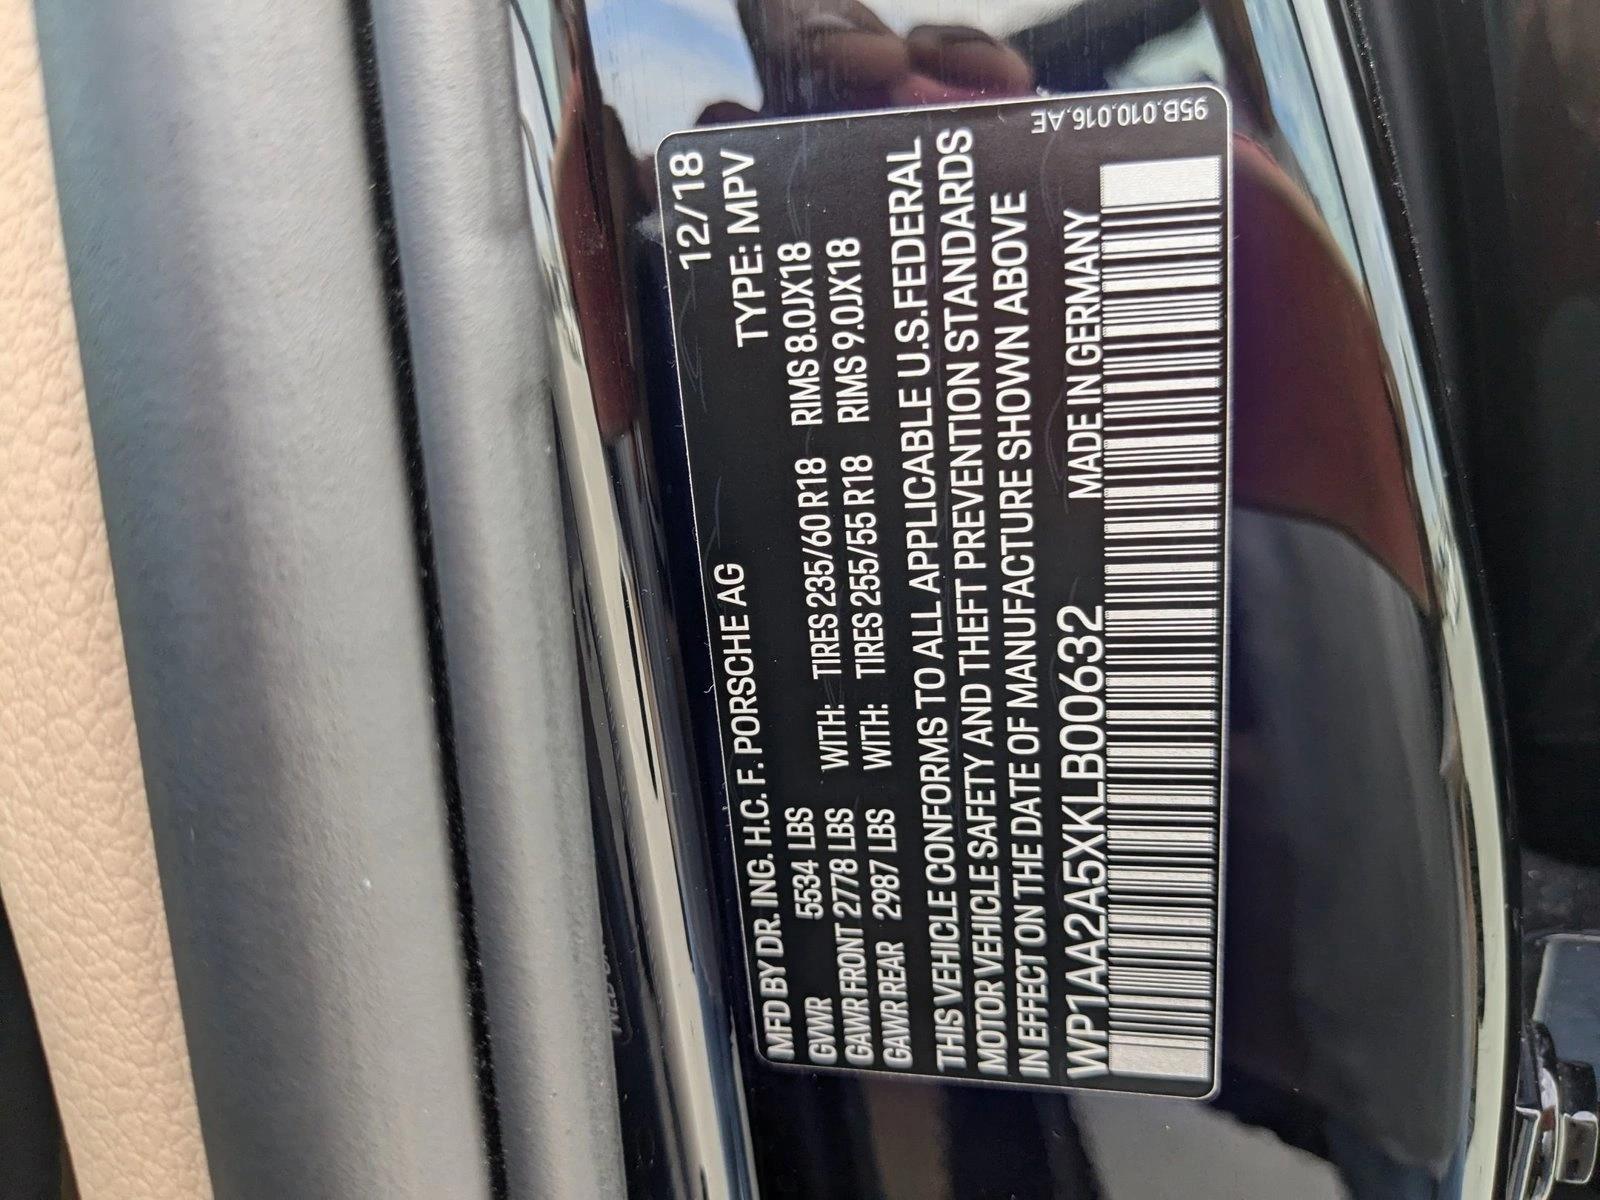 MFD BY DR. ING. H.C. F. PORSCHE AG 12/18
TYPE: MPV
GVWR 5534 LBS WITH: TIRES 235/60 R18 RIMS 8.0JX18
GAWR FRONT 2778 LBS WITH: TIRES 255/55 R18 RIMS 9.0JX18
GAWR REAR 2987 LBS
THIS VEHICLE CONFORMS TO ALL APPLICABLE U.S.FEDERAL
MOTOR VEHICLE SAFETY AND THEFT PREVENTION STANDARDS
IN EFFECT ON THE DATE OF MANUFACTURE SHOWN ABOVE
WP1AA2A5XKLB00632 MADE IN GERMANY
95B.010.016.AE